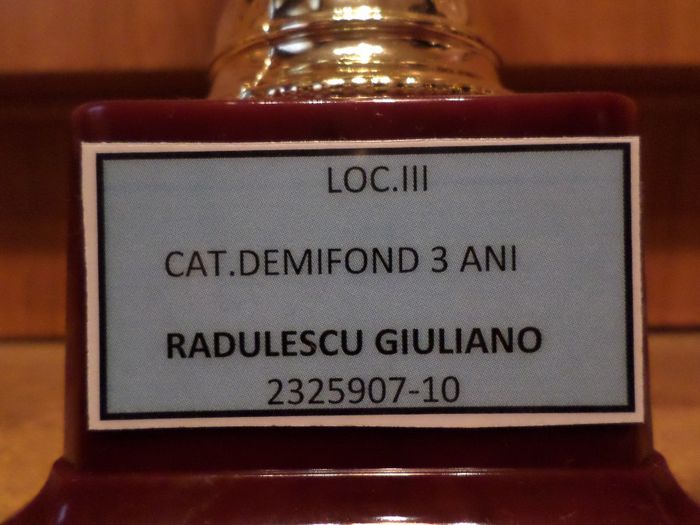 LOC.III
CAT.DEMIFOND 3 ANI
RADULESCU GIULIANO
2325907-10